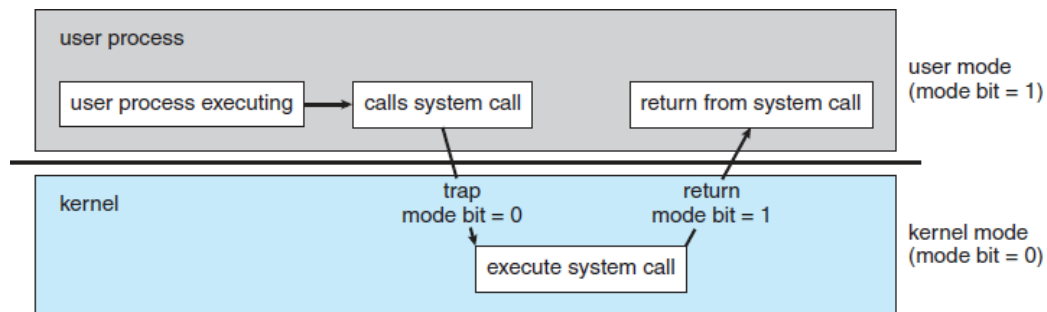 user process
user process executing
calls system call
return from system call
user mode
(mode bit = 1)
kernel
trap
mode bit = 0
return
mode bit = 1
execute system call
kernel mode
(mode bit = 0)